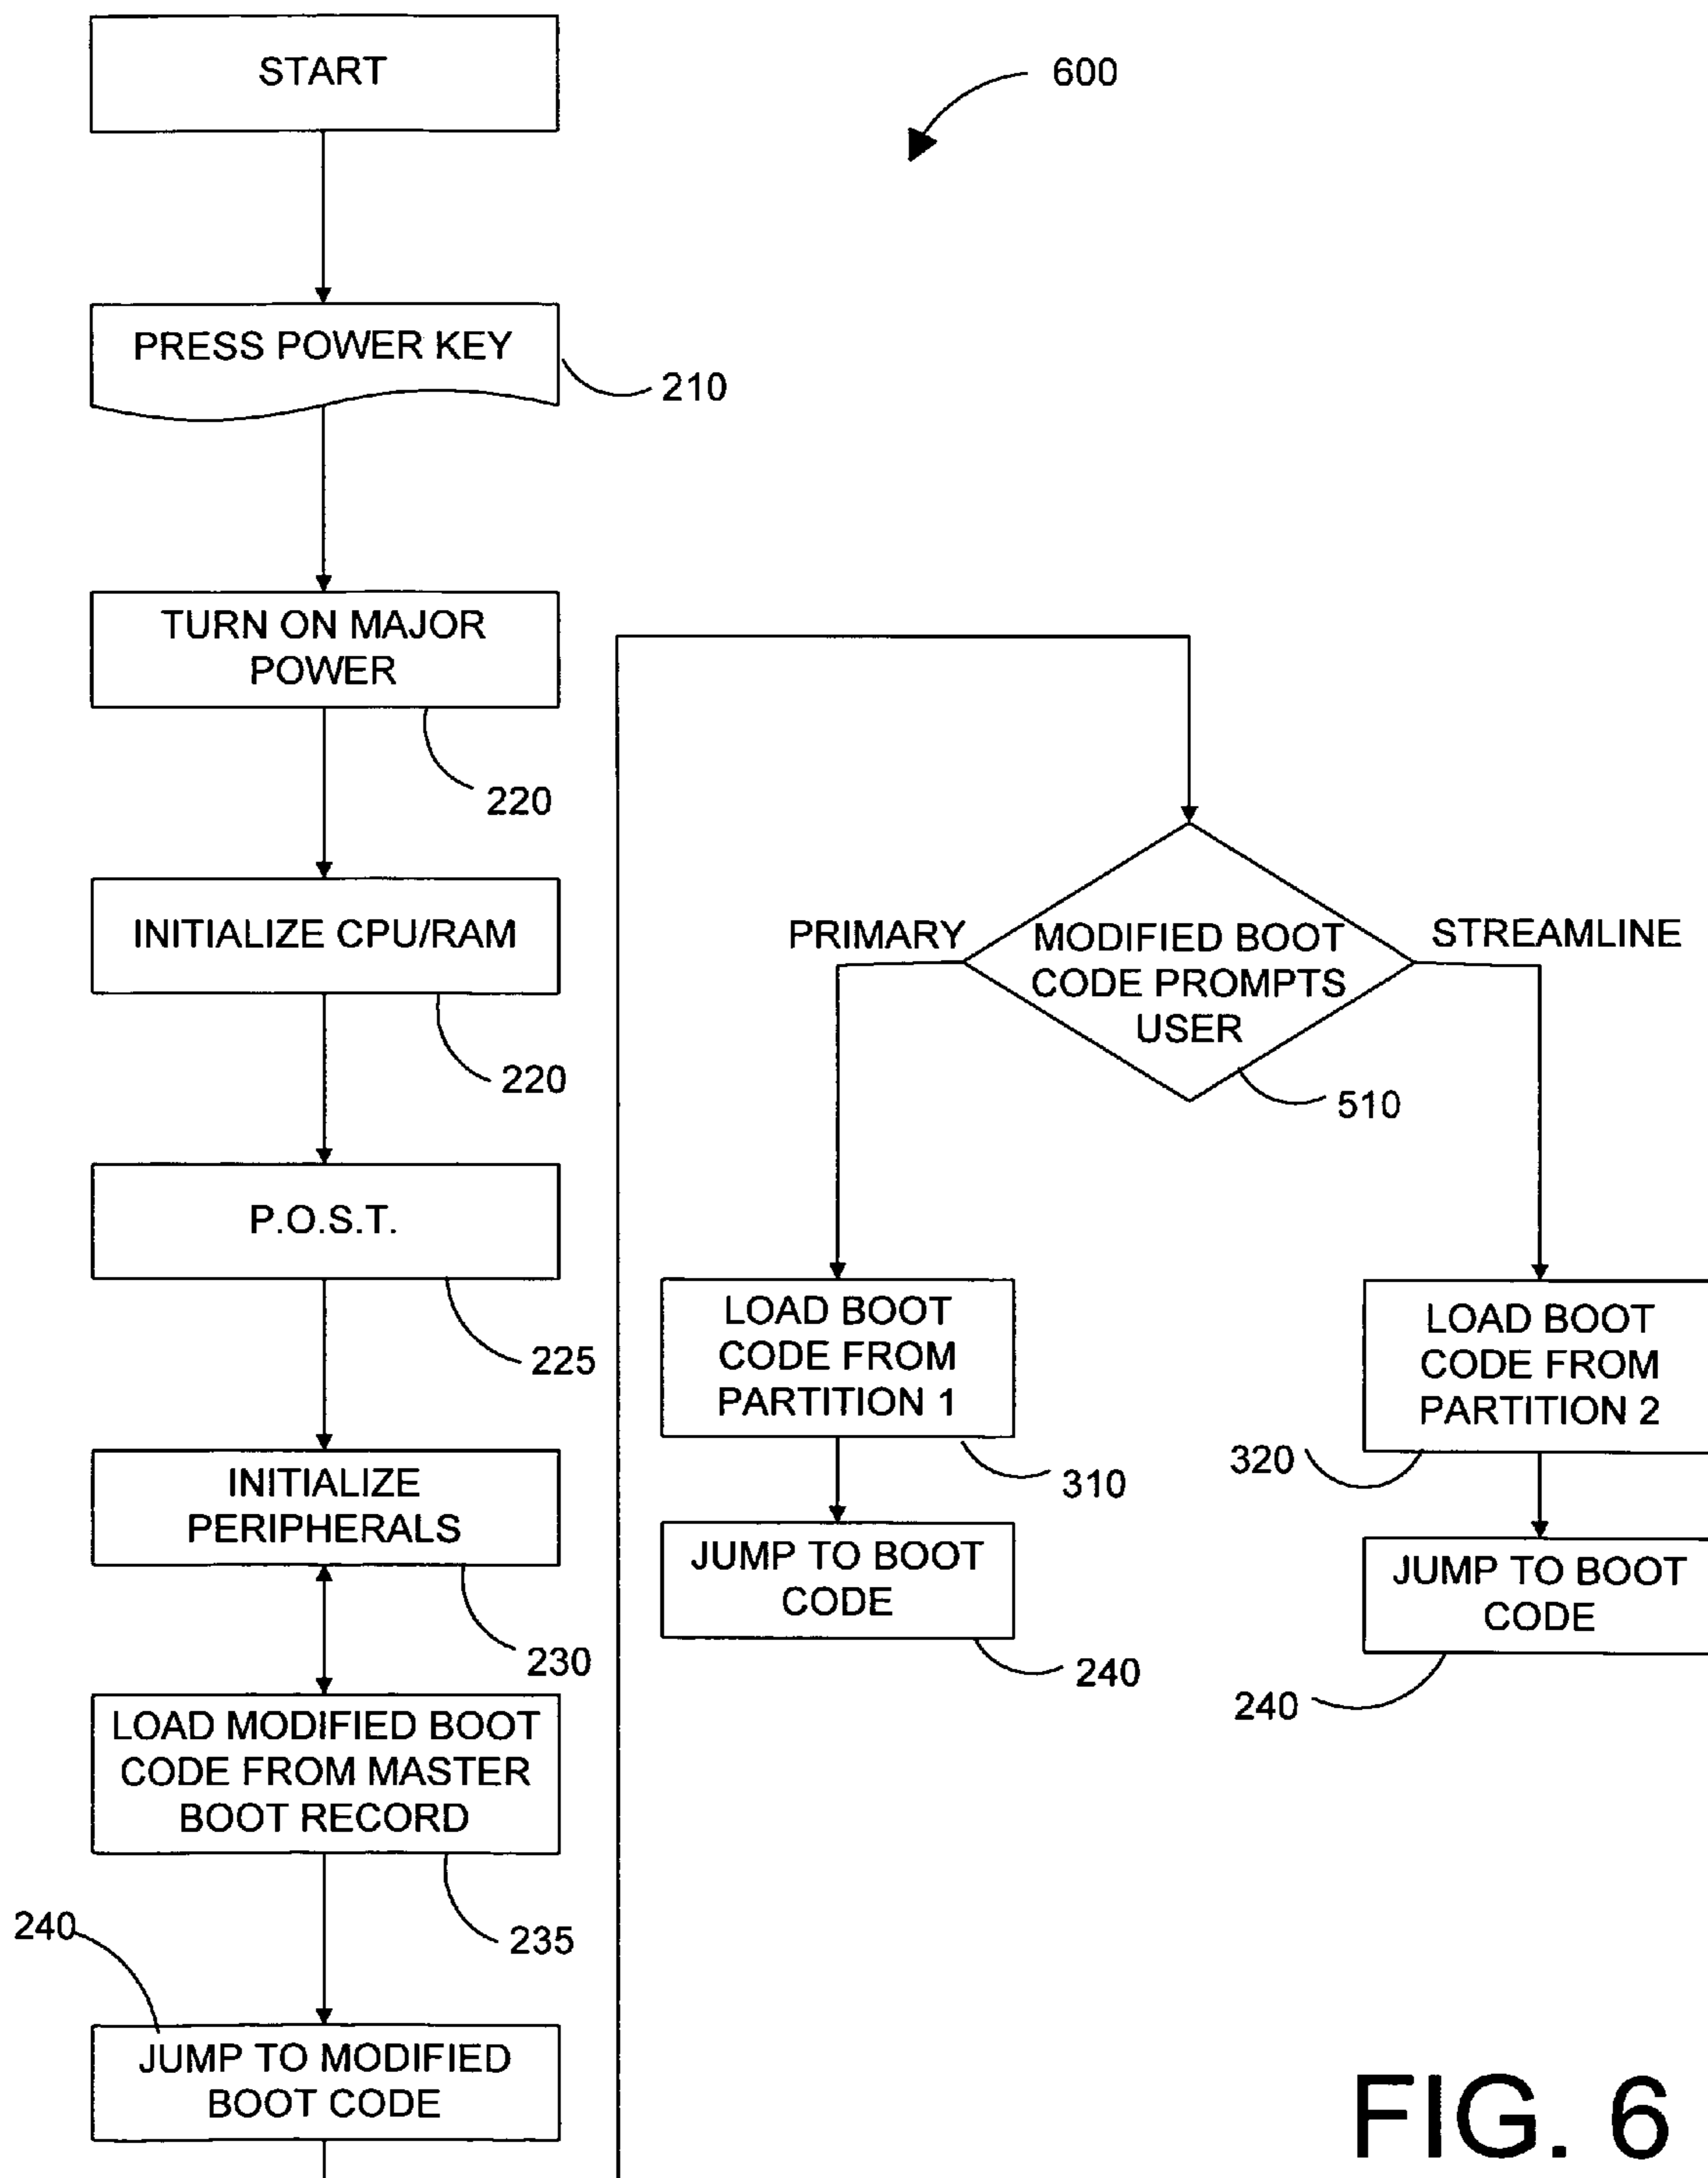 START
600
PRESS POWER KEY
210
TURN ON MAJOR
POWER
220
INITIALIZE CPU/RAM
220
P.O.S.T.
225
INITIALIZE
PERIPHERALS
230
LOAD MODIFIED BOOT
CODE FROM MASTER
BOOT RECORD
235
240
JUMP TO MODIFIED
BOOT CODE
MODIFIED BOOT
CODE PROMPTS
USER
510
PRIMARY
STREAMLINE
LOAD BOOT
CODE FROM
PARTITION 1
310
JUMP TO BOOT
CODE
240
LOAD BOOT
CODE FROM
PARTITION 2
320
JUMP TO BOOT
CODE
240
FIG. 6